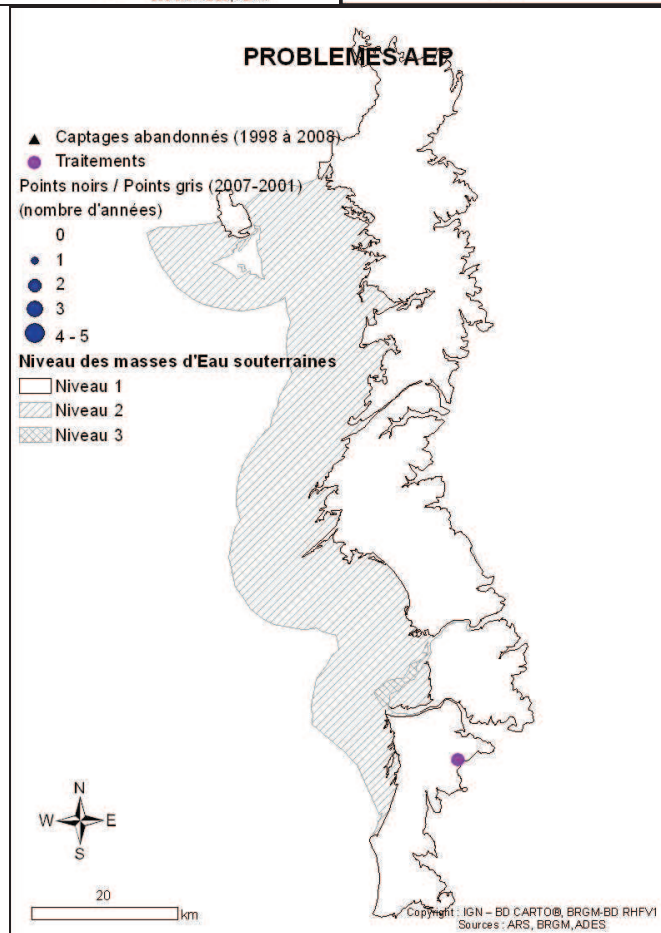 PROBLEMES AEP
Captages abandonnés (1998 à 2008)
Traitements
Points noirs / Points gris (2007-2001)
(nombre d'années)
0
1
2
3
4 - 5
Niveau des masses d'Eau souterraines
Niveau 1
Niveau 2
Niveau 3
N
W E
S
20
km
Copyright : IGN – BD CARTO®, BRGM-BD RHFV1
Sources : ARS, BRGM, ADES